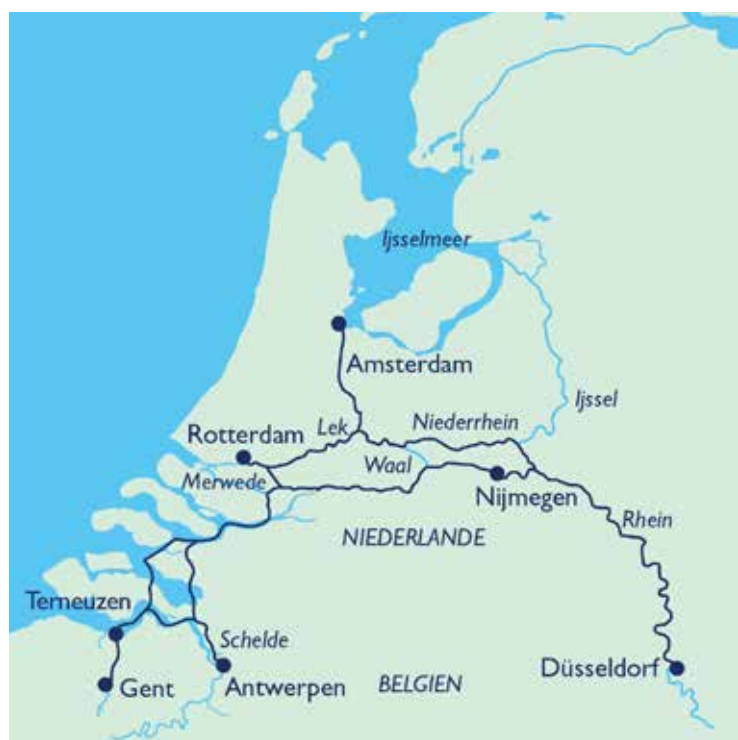 Ijsselmeer
Amsterdam
Ijssel
Lek
Niederrhein
Rotterdam
Waal
Merwede
Nijmegen
Rhein
NIEDERLANDE
Terneuzen
Schelde
Düsseldorf
Gent
Antwerpen
BELGIEN